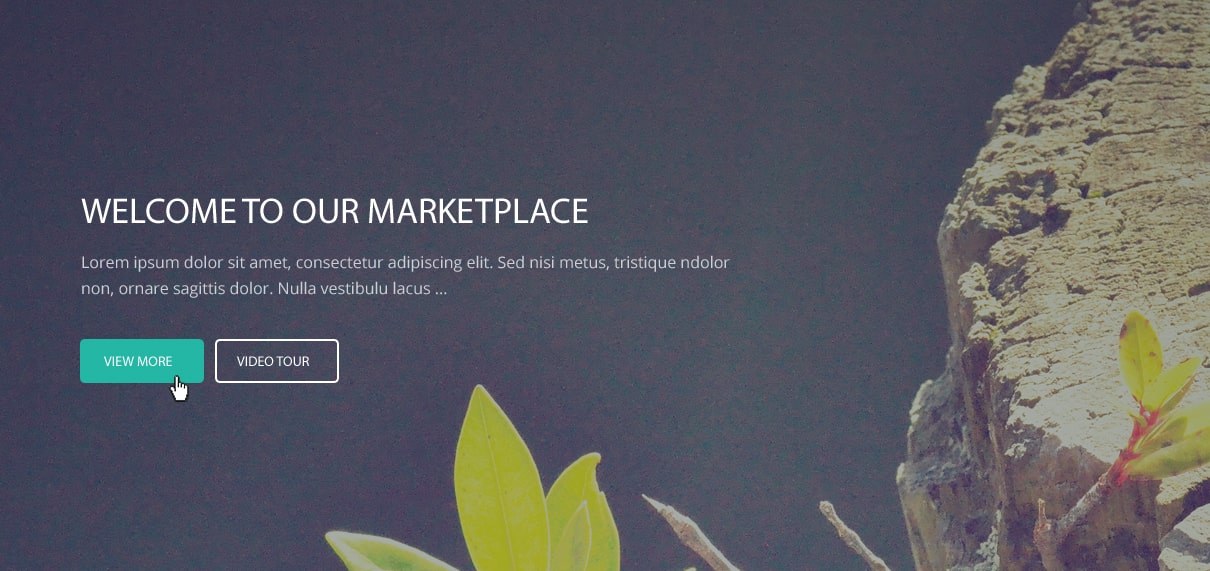 WELCOME TO OUR MARKETPLACE
Lorem ipsum dolor sit amet, consectetur adipiscing elit. Sed nisi metus, tristique ndolor
non, ornare sagittis dolor. Nulla vestibulu lacus ...
VIEW MORE VIDEO TOUR